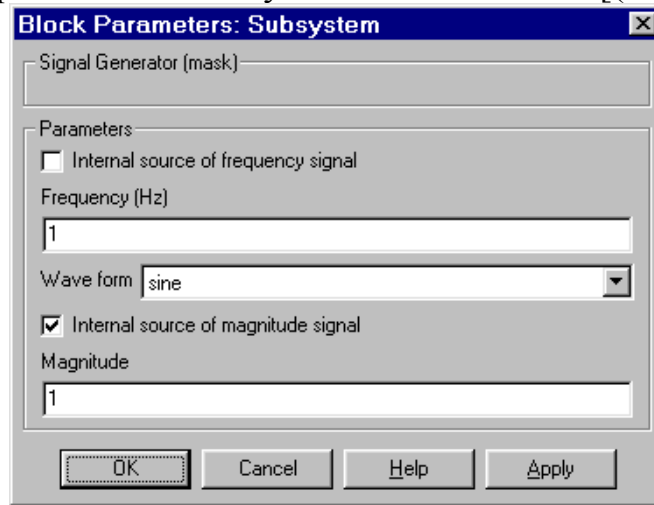 Block Parameters: Subsystem
Signal Generator (mask)
Parameters
Internal source of frequency signal
Frequency (Hz)
1
Wave form sine
Internal source of magnitude signal
Magnitude
1
OK Cancel Help Apply